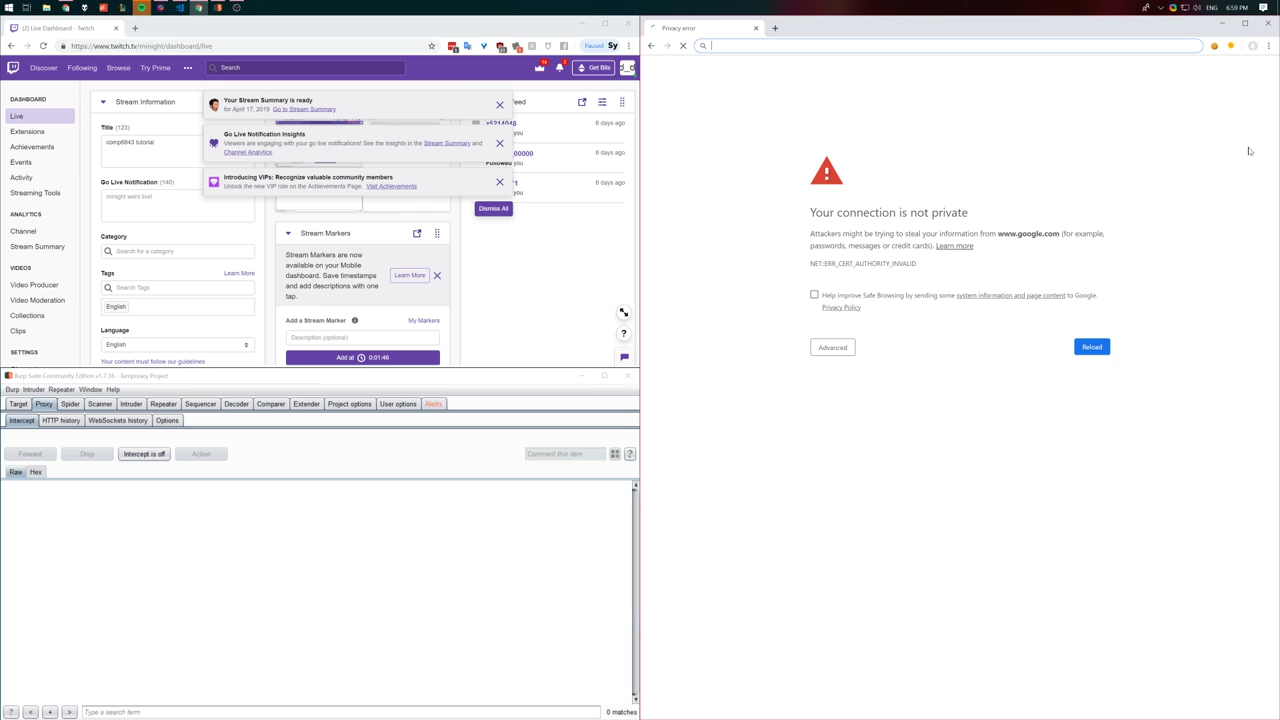 ENG
6:59 PM
Live Dashboard - Twitch
https://www.twitch.tv/minight/dashboard/live
Paused
Sy
Discover
Following
Browse
Try Prime
•••
Search
Get Bits
DASHBOARD
Live
Extensions
Achievements
Events
Activity
Streaming Tools
ANALYTICS
Channel
Stream Summary
VIDEOS
Video Producer
Video Moderation
Collections
Clips
SETTINGS
Stream Information
Title (123)
comp6843 tutorial
Go Live Notification (140)
minight went live!
Category
Search for a category
Tags
Learn More
Search Tags
English
Language
English
Your content must follow our guidelines
Your Stream Summary is ready
for April 17, 2019 Go to Stream Summary
Go Live Notification Insights
Viewers are engaging with your go live notifications! See the insights in the Stream Summary and
Channel Analytics.
Introducing VIPs: Recognize valuable community members
Unlock the new VIP role on the Achievements Page. Visit Achievements
Dismiss All
6 days ago
you
6 days ago
Followed you
6 days ago
you
Stream Markers
Stream Markers are now
available on your Mobile
dashboard. Save timestamps
and add descriptions with one
tap.
Learn More
Add a Stream Marker
My Markers
Description (optional)
Add at 0:01:46
?
Burp Suite Community Edition v1.7.36 - Temporary Project
Burp Intruder Repeater Window Help
Target Proxy Spider Scanner Intruder Repeater Sequencer Decoder Comparer Extender Project options User options Alerts
Intercept HTTP history WebSockets history Options
Forward Drop Intercept is off Action Comment this item ?
Raw Hex
? < + > Type a search term 0 matches
Privacy error
Your connection is not private
Attackers might be trying to steal your information from www.google.com (for example,
passwords, messages or credit cards). Learn more
NET::ERR_CERT_AUTHORITY_INVALID
Help improve Safe Browsing by sending some system information and page content to Google.
Privacy Policy
Advanced
Reload